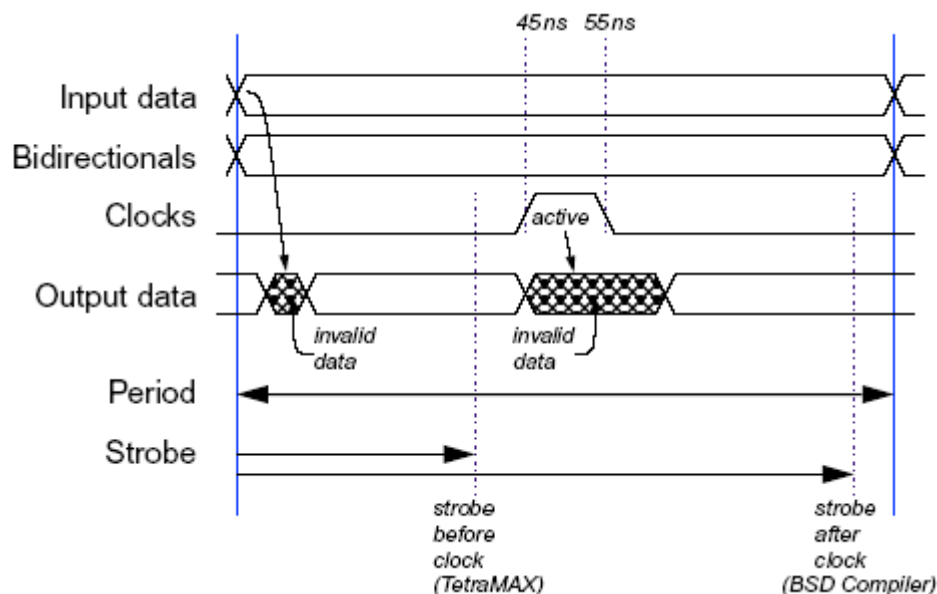 45ns 55ns
Input data
Bidirectionals
Clocks
active
Output data
invalid
data
invalid
data
Period
Strobe
strobe
before
clock
(TetraMAX)
strobe
after
clock
(BSD Compiler)